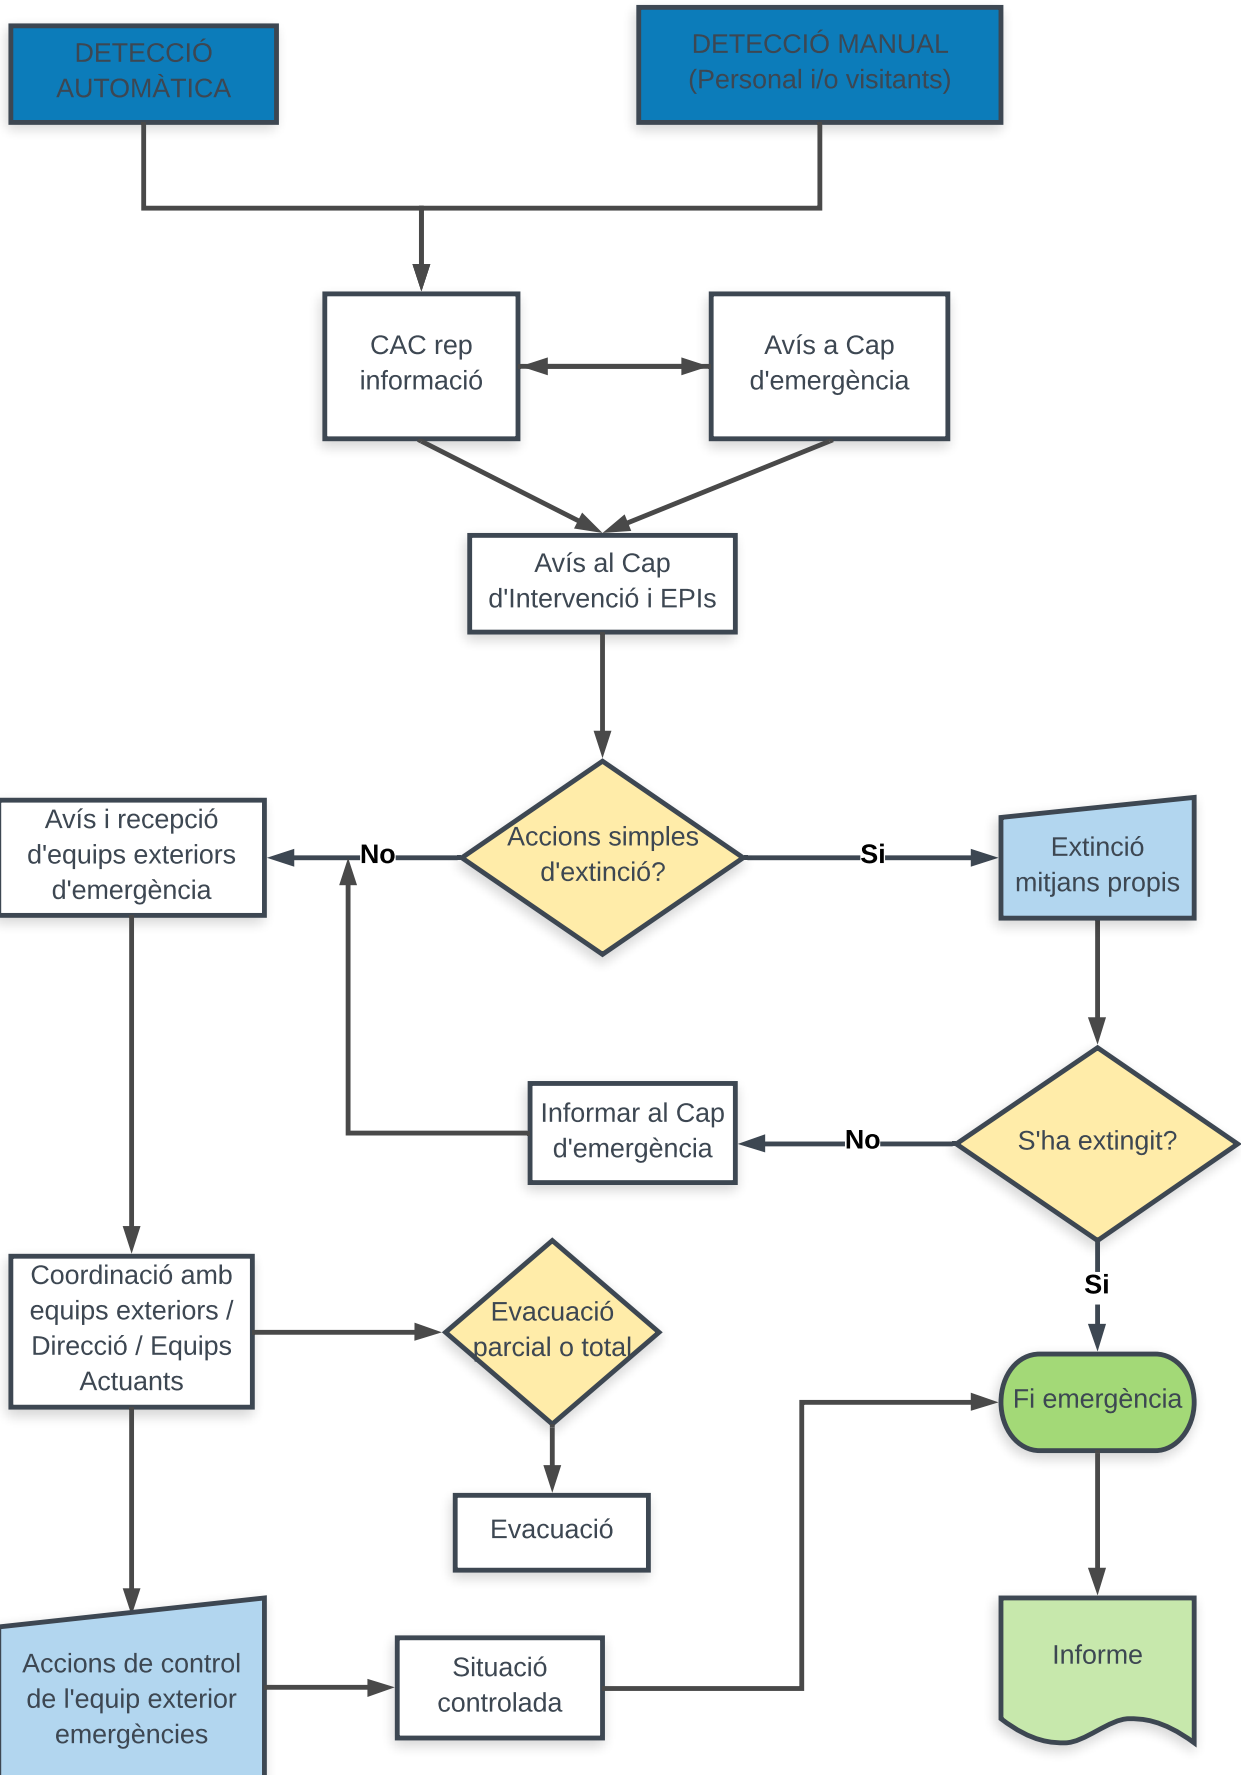 DETECCIÓ
AUTOMÀTICA
DETECCIÓ MANUAL
(Personal i/o visitants)
CAC rep
informació
Avís a Cap
d'emergència
Avís al Cap
d'Intervenció i EPIs
Avís i recepció
d'equips exteriors
d'emergència
No
Accions simples
d'extinció?
Si
Extinció
mitjans propis
Informar al Cap
d'emergència
No
S'ha extingit?
Si
Coordinació amb
equips exteriors /
Direcció / Equips
Actuants
Evacuació
parcial o total
Fi emergència
Evacuació
Accions de control
de l'equip exterior
emergències
Situació
controlada
Informe